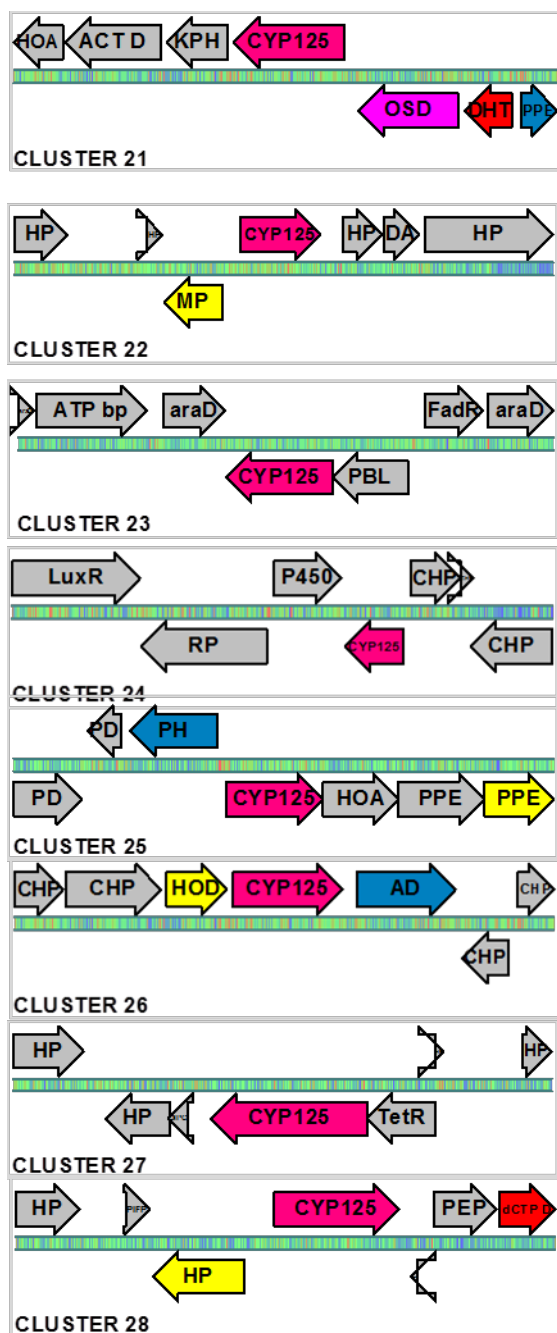 HOA ACT D KPH CYP125
OSD DHT PPE
CLUSTER 21
HP HP CYP125 HP DA HP
MP
CLUSTER 22
ATP bp araD FadR araD
CYP125 PBL
CLUSTER 23
LuxR P450 CHP
RP CYP125 CHP
CLUSTER 24
PD PH
PD CYP125 HOA PPE PPE
CLUSTER 25
CHP CHP HOD CYP125 AD CHP
CHP
CLUSTER 26
HP HP
HP CYP125 TetR
CLUSTER 27
HP PIFP CYP125 PEP dCTP D
HP
CLUSTER 28